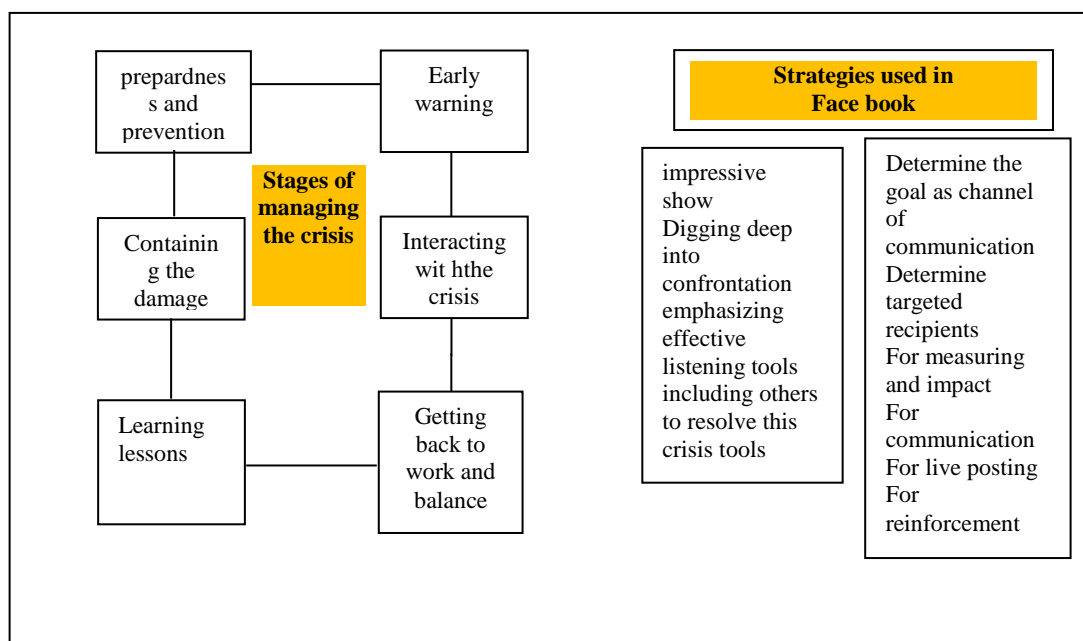 prepardnes
s and
prevention
Early
warning
Stages of
managing
the crisis
Containin
g the
damage
Interacting
wit hthe
crisis
Learning
lessons
Getting
back to
work and
balance
Strategies used in
Face book
impressive
show
Digging deep
into
confrontation
emphasizing
effective
listening tools
including others
to resolve this
crisis tools
Determine the
goal as channel
of
communication
Determine
targeted
recipients
For measuring
and impact
For
communication
For live posting
For
reinforcement